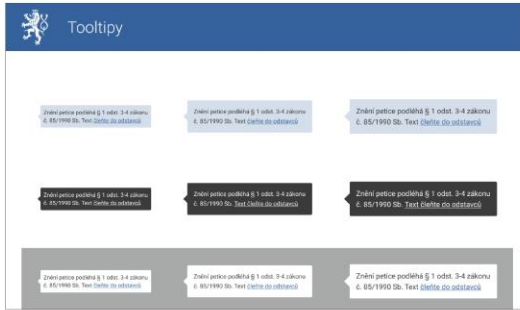 Tooltipy
Znění petice podléhá § 1 odst. 3-4 zákonu
č. 85/1990 Sb. Text čleňte do odstavců
Znění petice podléhá § 1 odst. 3-4 zákonu
č. 85/1990 Sb. Text čleňte do odstavců
Znění petice podléhá § 1 odst. 3-4 zákonu
č. 85/1990 Sb. Text čleňte do odstavců
Znění petice podléhá § 1 odst. 3-4 zákonu
č. 85/1990 Sb. Text čleňte do odstavců
Znění petice podléhá § 1 odst. 3-4 zákonu
č. 85/1990 Sb. Text čleňte do odstavců
Znění petice podléhá § 1 odst. 3-4 zákonu
č. 85/1990 Sb. Text čleňte do odstavců
Znění petice podléhá § 1 odst. 3-4 zákonu
č. 85/1990 Sb. Text čleňte do odstavců
Znění petice podléhá § 1 odst. 3-4 zákonu
č. 85/1990 Sb. Text čleňte do odstavců
Znění petice podléhá § 1 odst. 3-4 zákonu
č. 85/1990 Sb. Text čleňte do odstavců